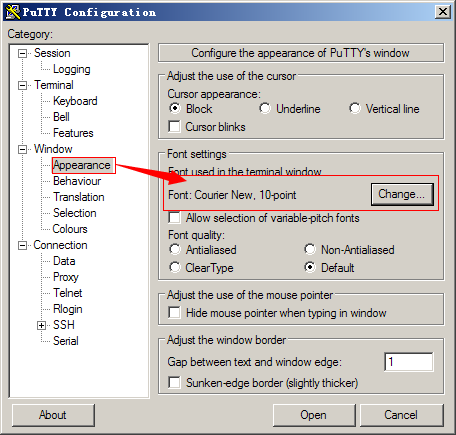 PuTTY Configuration
Category:
Session
Logging
Terminal
Keyboard
Bell
Features
Window
Appearance
Behaviour
Translation
Selection
Colours
Connection
Data
Proxy
Telnet
Rlogin
SSH
Serial
Configure the appearance of PuTTY's window
Adjust the use of the cursor
Cursor appearance:
Block Underline Vertical line
Cursor blinks
Font settings
Font used in the terminal window
Font: Courier New, 10-point Change...
Allow selection of variable-pitch fonts
Font quality:
Antialiased Non-Antialiased
ClearType Default
Adjust the use of the mouse pointer
Hide mouse pointer when typing in window
Adjust the window border
Gap between text and window edge: 1
Sunken-edge border (slightly thicker)
About Open Cancel